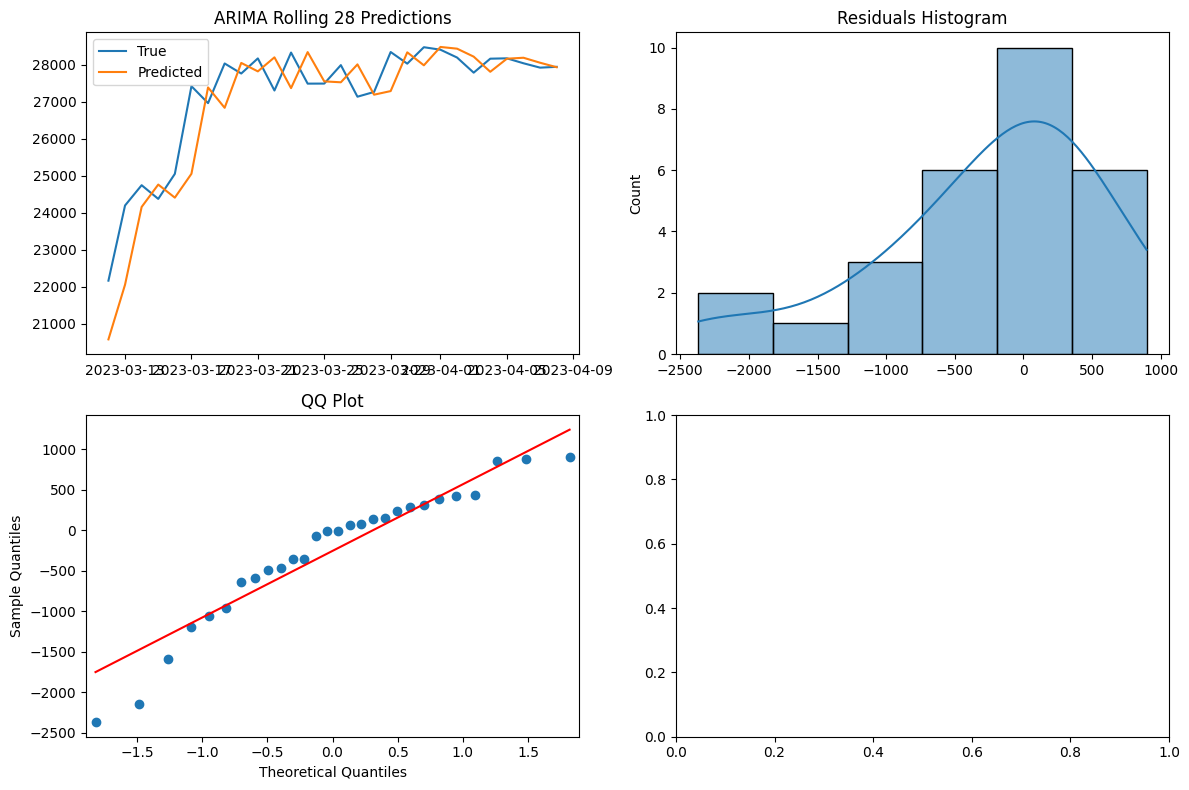 ARIMA Rolling 28 Predictions
True
Predicted
28000
27000
26000
25000
24000
23000
22000
21000
2023-03-13 2023-03-17 2023-03-21 2023-03-25 2023-03-29 2023-04-01 2023-04-05 2023-04-09
Residuals Histogram
Count
10
8
6
4
2
0
−2500 −2000 −1500 −1000 −500 0 500 1000
QQ Plot
Sample Quantiles
1000
500
0
−500
−1000
−1500
−2000
−2500
−1.5 −1.0 −0.5 0.0 0.5 1.0 1.5
Theoretical Quantiles
1.0
0.8
0.6
0.4
0.2
0.0
0.0 0.2 0.4 0.6 0.8 1.0